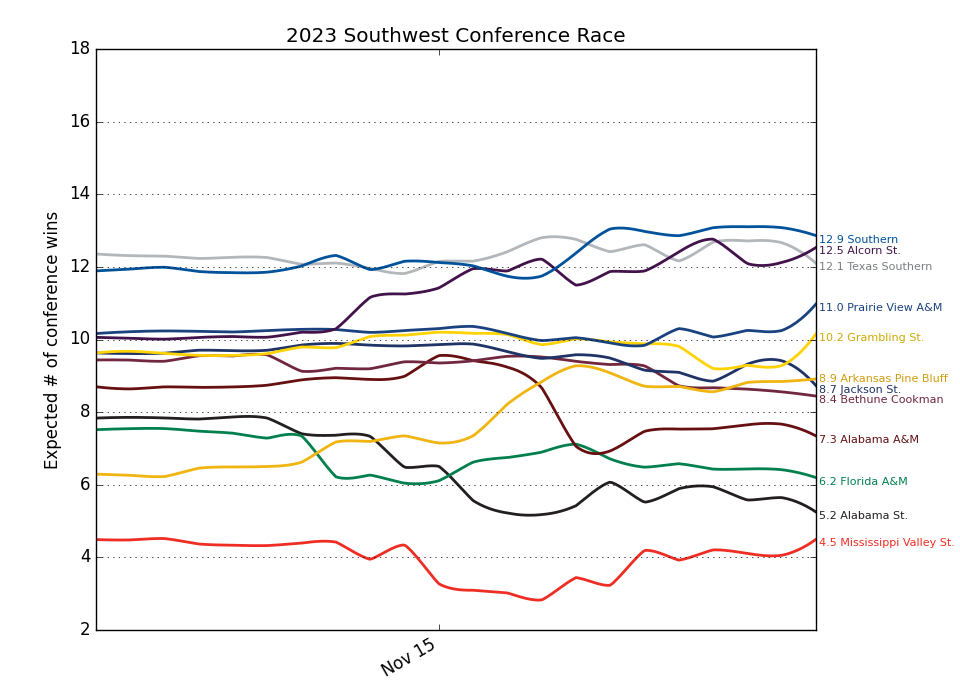 2023 Southwest Conference Race
Expected # of conference wins
18
16
14
12
10
8
6
4
2
Nov 15
12.9 Southern
12.5 Alcorn St.
12.1 Texas Southern
11.0 Prairie View A&M
10.2 Grambling St.
8.9 Arkansas Pine Bluff
8.7 Jackson St.
8.4 Bethune Cookman
7.3 Alabama A&M
6.2 Florida A&M
5.2 Alabama St.
4.5 Mississippi Valley St.